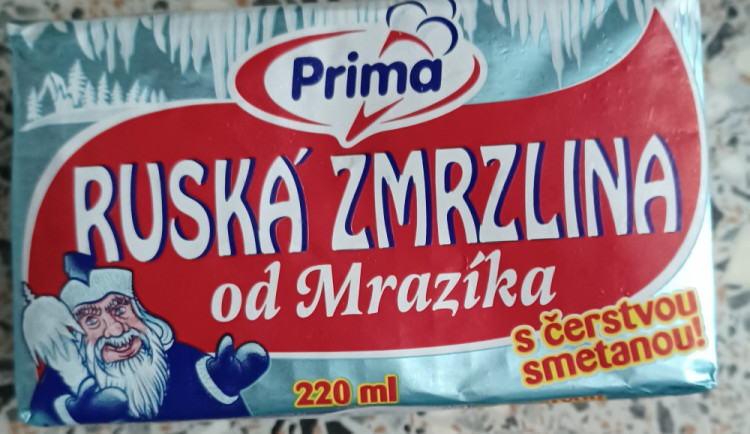 Prima
RUSKÁ ZMRZLINA
od Mrazíka
s čerstvou
smetanou!
220 ml